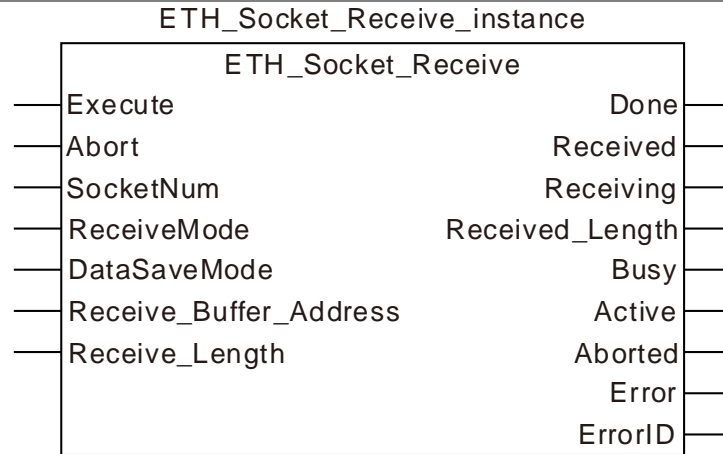 ETH_Socket_Receive_instance
ETH_Socket_Receive
Execute Done
Abort Received
SocketNum Receiving
ReceiveMode Received_Length
DataSaveMode Busy
Receive_Buffer_Address Active
Receive_Length Aborted
Error
ErrorID